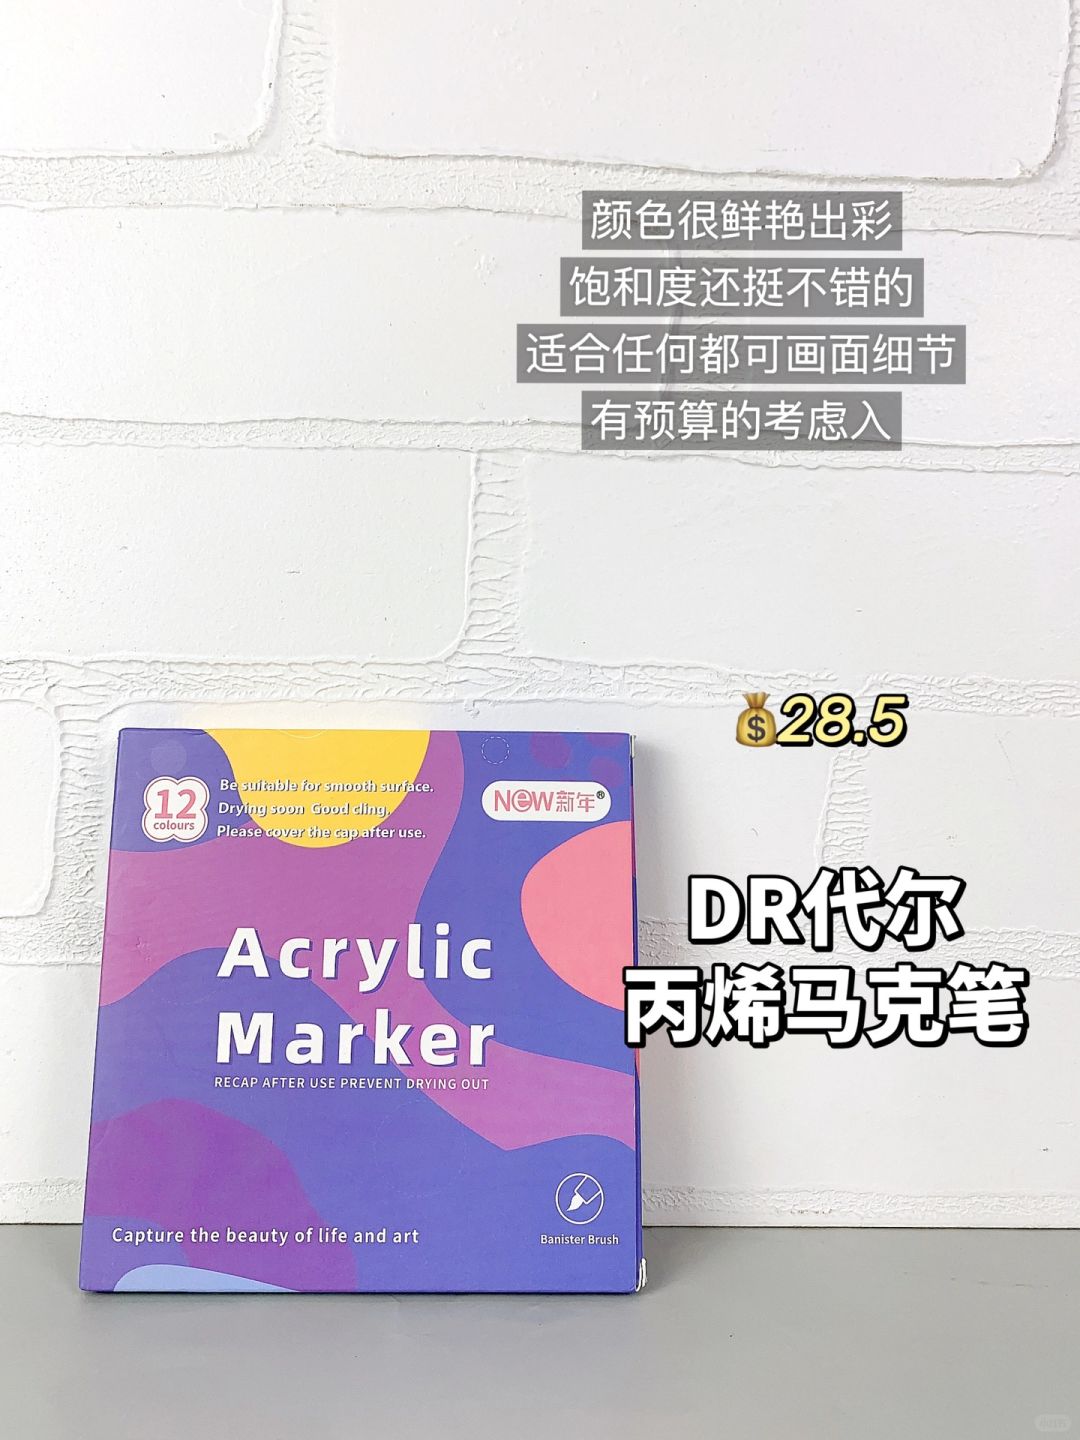 颜色很鲜艳出彩
饱和度还挺不错的
适合任何都可画面细节
有预算的考虑入
💰28.5
12
colours
Be suitable for smooth surface.
Drying soon Good cling.
Please cover the cap after use.
NEW新年®
DR代尔
丙烯马克笔
Acrylic
Marker
RECAP AFTER USE PREVENT DRYING OUT
Capture the beauty of life and art
Banister Brush